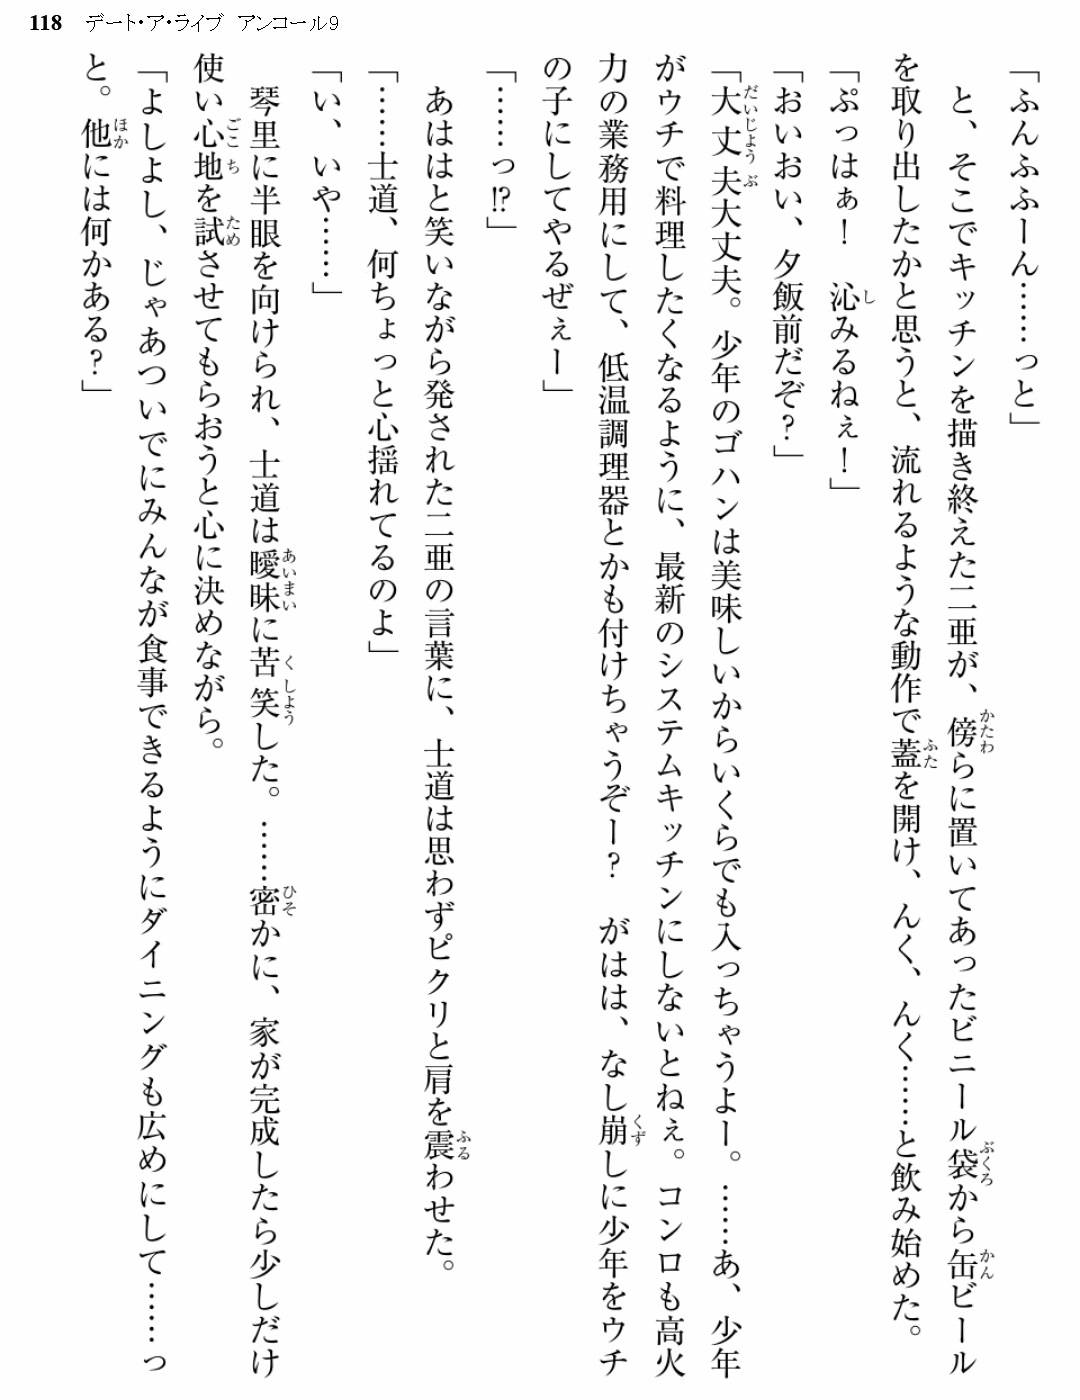 118 デート・ア・ライブ アンコール9
「ふんふふーん……っと」
と、そこでキッチンを描き終えた二亜が、傍らに置いてあったビニール袋から缶ビール
を取り出したかと思うと、流れるような動作で蓋を開け、んく、んく……と飲み始めた。
「ぷっはぁ！　沁みるねぇ！」
「おいおい、夕飯前だぞ？」
「大丈夫大丈夫。少年のゴハンは美味しいからいくらでも入っちゃうよー。……あ、少年
がウチで料理したくなるように、最新のシステムキッチンにしないとねぇ。コンロも高火
力の業務用にして、低温調理器とかも付けちゃうぞー？　がはは、なし崩しに少年をウチ
の子にしてやるぜぇー」
「……っ!?」
あははと笑いながら発された二亜の言葉に、士道は思わずピクリと肩を震わせた。
「……士道、何ちょっと心揺れてるのよ」
「い、いや……」
琴里に半眼を向けられ、士道は曖昧に苦笑した。……密かに、家が完成したら少しだけ
使い心地を試させてもらおうと心に決めながら。
「よしよし、じゃあついでにみんなが食事できるようにダイニングも広めにして……っ
と。他には何かある？」